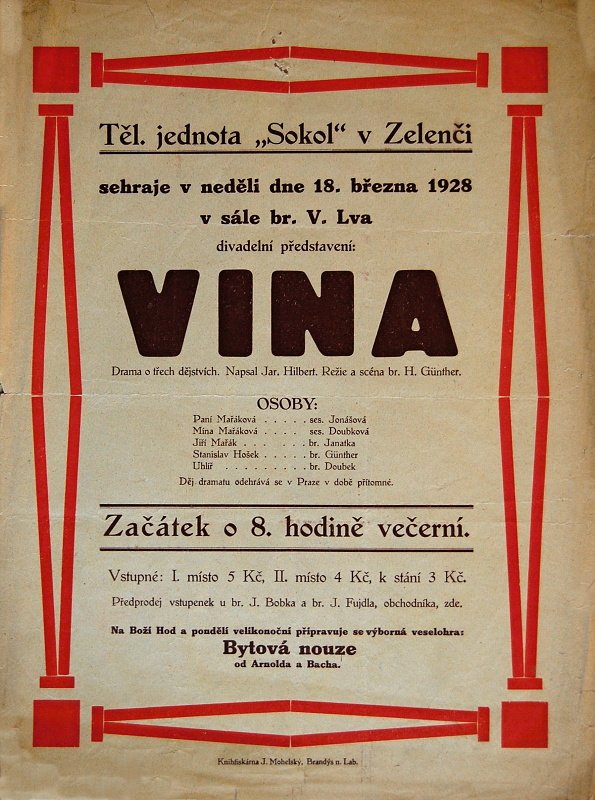 Těl. jednota „Sokol“ v Zelenči
sehraje v neděli dne 18. března 1928
v sále br. V. Lva
divadelní představení:
VINA
Drama o třech dějstvích. Napsal Jar. Hilbert. Režie a scéna br. H. Günther.
OSOBY:
Paní Mařáková . . . . . ses. Jonášová
Mína Mařáková . . . . ses. Doubková
Jiří Mařák . . . . . . br. Janatka
Stanislav Hošek . . . . . br. Günther
Uhlíř . . . . . . . . . br. Doubek
Děj dramatu odehrává se v Praze v době přítomné.
Začátek o 8. hodině večerní.
Vstupné: I. místo 5 Kč, II. místo 4 Kč, k stání 3 Kč.
Předprodej vstupenek u br. J. Bobka a br. J. Fujdla, obchodníka, zde.
Na Boží Hod a pondělí velikonoční připravuje se výborná veselohra:
Bytová nouze
od Arnolda a Bacha.
Knihtiskárna J. Mohelský, Brandýs n. Lab.